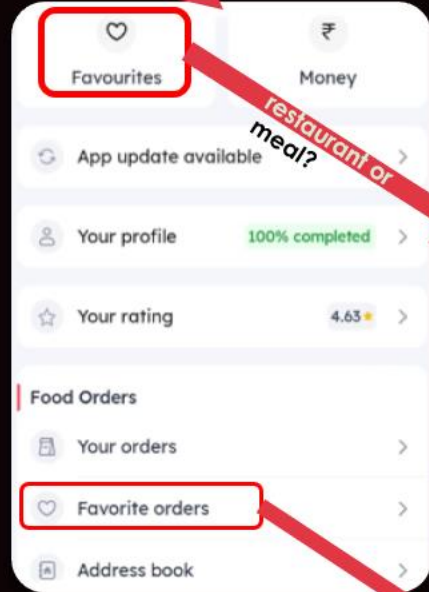 Favourites
₹
Money
restaurant or
meal?
App update available
Your profile
100% completed
Your rating
4.63★
Food Orders
Your orders
Favorite orders
Address book